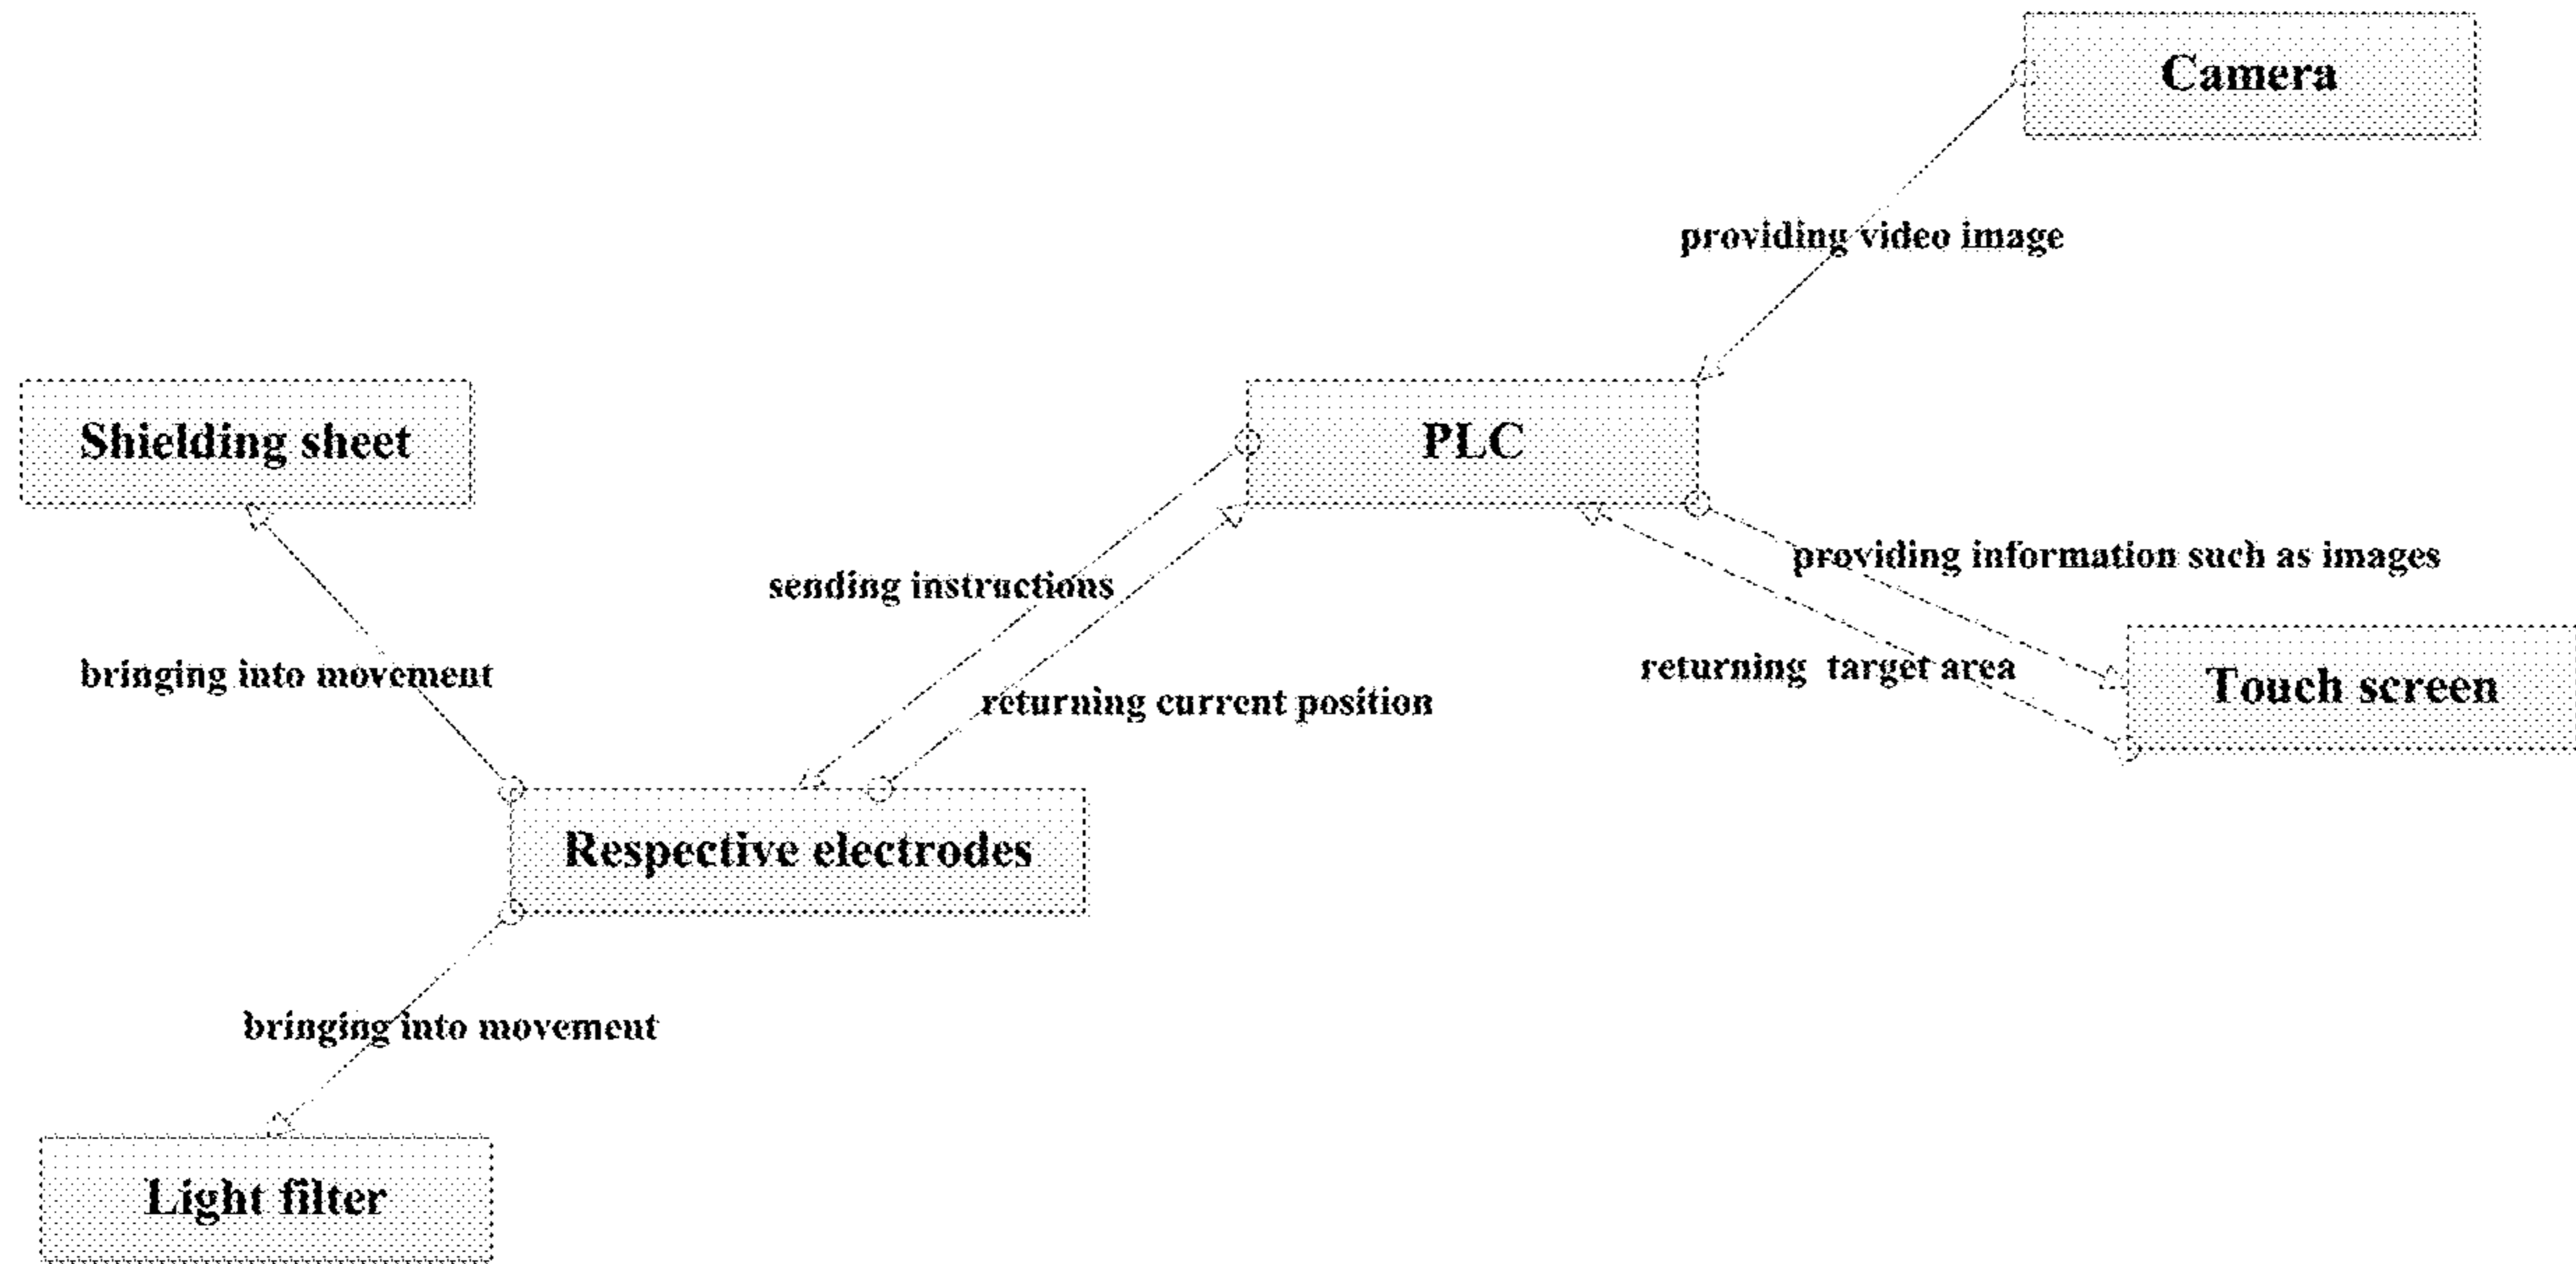 Camera
providing video image
Shielding sheet
PLC
providing information such as images
sending instructions
returning target area
Touch screen
bringing into movement
returning current position
Respective electrodes
bringing into movement
Light filter